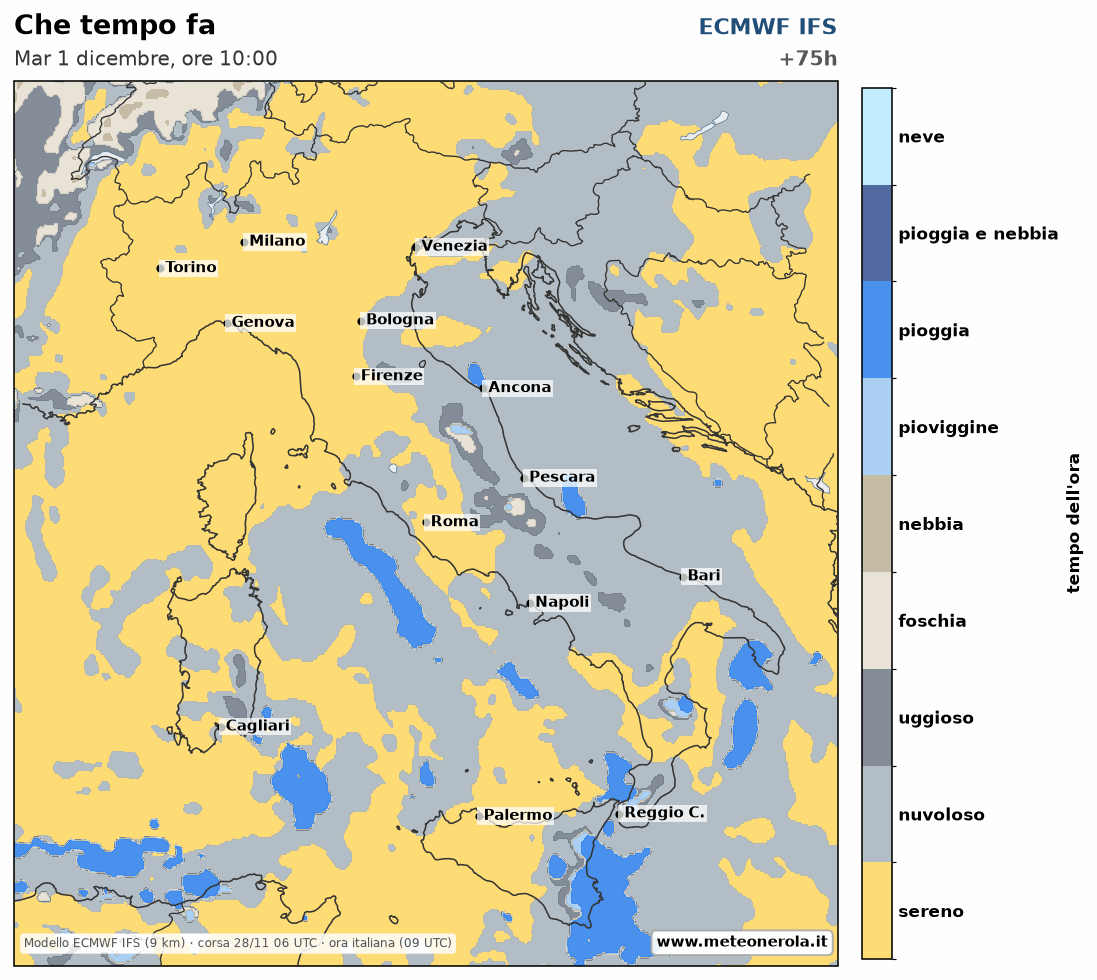 Che tempo fa
ECMWF IFS
Mar 1 dicembre, ore 10:00
+75h
neve
pioggia e nebbia
pioggia
pioviggine
nebbia
foschia
uggioso
nuvoloso
sereno
tempo dell'ora
Milano
Venezia
Torino
Genova
Bologna
Firenze
Ancona
Pescara
Roma
Bari
Napoli
Cagliari
Palermo
Reggio C.
Modello ECMWF IFS (9 km) · corsa 28/11 06 UTC · ora italiana (09 UTC)
www.meteonerola.it